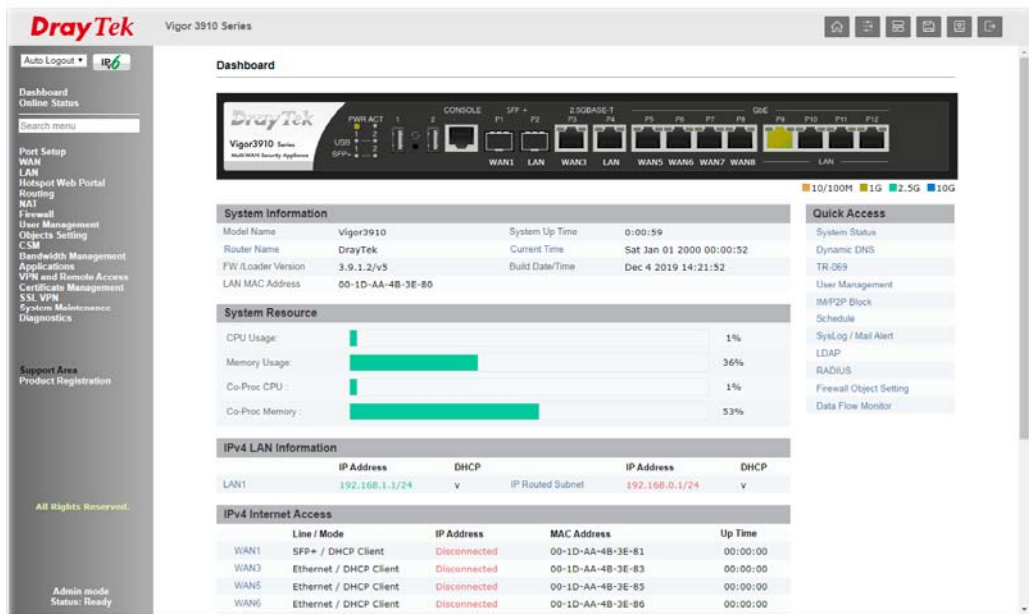 DrayTek
Vigor 3910 Series
Auto Logout
IPv6
Dashboard
Online Status
Search menu
Port Setup
WAN
LAN
Hotspot Web Portal
Routing
NAT
Firewall
User Management
Objects Setting
CSM
Bandwidth Management
Applications
VPN and Remote Access
Certificate Management
SSL VPN
System Maintenance
Diagnostics
Support Area
Product Registration
All Rights Reserved.
Admin mode
Status: Ready
Dashboard
DrayTek
Vigor3910 Series
Multi-WAN Security Appliance
PWR ACT 1 2
USB 1 2
SFP+ 1 2
CONSOLE SFP + 2.5GBASE-T GbE
P1 P2 P3 P4 P5 P6 P7 P8 P9 P10 P11 P12
WAN1 LAN WAN3 LAN WAN5 WAN6 WAN7 WAN8 LAN
10/100M 1G 2.5G 10G
System Information
Model Name Vigor3910 System Up Time 0:00:59
Router Name DrayTek Current Time Sat Jan 01 2000 00:00:52
FW /Loader Version 3.9.1.2/v5 Build Date/Time Dec 4 2019 14:21:52
LAN MAC Address 00-1D-AA-4B-3E-80
System Resource
CPU Usage: 1%
Memory Usage: 36%
Co-Proc CPU : 1%
Co-Proc Memory : 53%
IPv4 LAN Information
IP Address DHCP IP Address DHCP
LAN1 192.168.1.1/24 v IP Routed Subnet 192.168.0.1/24 v
IPv4 Internet Access
Line / Mode IP Address MAC Address Up Time
WAN1 SFP+ / DHCP Client Disconnected 00-1D-AA-4B-3E-81 00:00:00
WAN3 Ethernet / DHCP Client Disconnected 00-1D-AA-4B-3E-83 00:00:00
WAN5 Ethernet / DHCP Client Disconnected 00-1D-AA-4B-3E-85 00:00:00
WAN6 Ethernet / DHCP Client Disconnected 00-1D-AA-4B-3E-86 00:00:00
Quick Access
System Status
Dynamic DNS
TR-069
User Management
IM/P2P Block
Schedule
SysLog / Mail Alert
LDAP
RADIUS
Firewall Object Setting
Data Flow Monitor